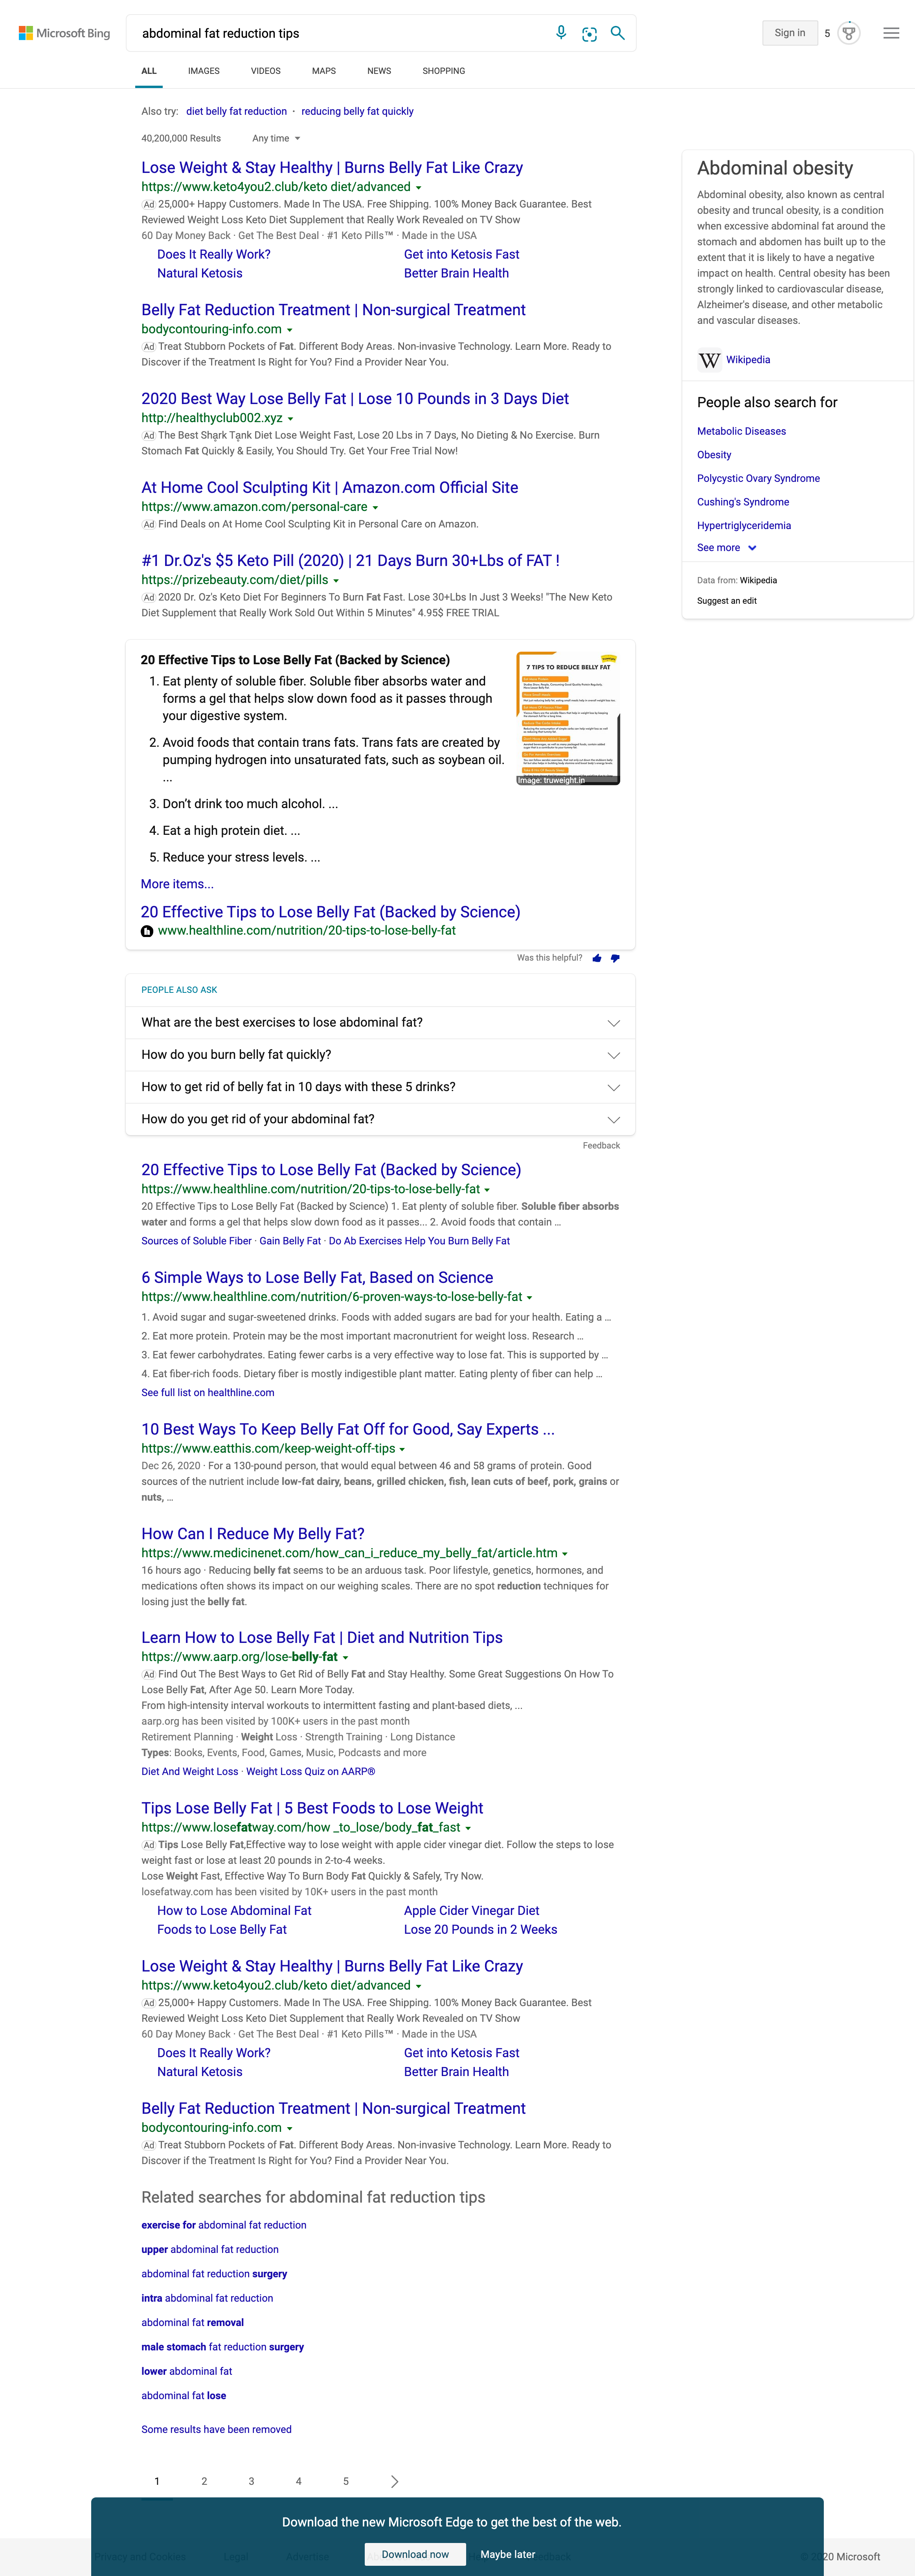 Microsoft Bing
abdominal fat reduction tips
Sign in
5
ALL
IMAGES
VIDEOS
MAPS
NEWS
SHOPPING
Also try: diet belly fat reduction · reducing belly fat quickly
40,200,000 Results
Any time
Lose Weight & Stay Healthy | Burns Belly Fat Like Crazy
https://www.keto4you2.club/keto diet/advanced
Ad 25,000+ Happy Customers. Made In The USA. Free Shipping. 100% Money Back Guarantee. Best
Reviewed Weight Loss Keto Diet Supplement that Really Work Revealed on TV Show
60 Day Money Back · Get The Best Deal · #1 Keto Pills™ · Made in the USA
Does It Really Work?
Get into Ketosis Fast
Natural Ketosis
Better Brain Health
Belly Fat Reduction Treatment | Non-surgical Treatment
bodycontouring-info.com
Ad Treat Stubborn Pockets of Fat. Different Body Areas. Non-invasive Technology. Learn More. Ready to
Discover if the Treatment Is Right for You? Find a Provider Near You.
2020 Best Way Lose Belly Fat | Lose 10 Pounds in 3 Days Diet
http://healthyclub002.xyz
Ad The Best Shạrk Tạnk Diet Lose Weight Fast, Lose 20 Lbs in 7 Days, No Dieting & No Exercise. Burn
Stomach Fat Quickly & Easily, You Should Try. Get Your Free Trial Now!
At Home Cool Sculpting Kit | Amazon.com Official Site
https://www.amazon.com/personal-care
Ad Find Deals on At Home Cool Sculpting Kit in Personal Care on Amazon.
#1 Dr.Oz's $5 Keto Pill (2020) | 21 Days Burn 30+Lbs of FAT !
https://prizebeauty.com/diet/pills
Ad 2020 Dr. Oz's Keto Diet For Beginners To Burn Fat Fast. Lose 30+Lbs In Just 3 Weeks! "The New Keto
Diet Supplement that Really Work Sold Out Within 5 Minutes" 4.95$ FREE TRIAL
20 Effective Tips to Lose Belly Fat (Backed by Science)
1. Eat plenty of soluble fiber. Soluble fiber absorbs water and
forms a gel that helps slow down food as it passes through
your digestive system.
2. Avoid foods that contain trans fats. Trans fats are created by
pumping hydrogen into unsaturated fats, such as soybean oil.
...
3. Don't drink too much alcohol. ...
4. Eat a high protein diet. ...
5. Reduce your stress levels. ...
More items...
7 TIPS TO REDUCE BELLY FAT
Image: truweight.in
20 Effective Tips to Lose Belly Fat (Backed by Science)
www.healthline.com/nutrition/20-tips-to-lose-belly-fat
Was this helpful?
PEOPLE ALSO ASK
What are the best exercises to lose abdominal fat?
How do you burn belly fat quickly?
How to get rid of belly fat in 10 days with these 5 drinks?
How do you get rid of your abdominal fat?
Feedback
20 Effective Tips to Lose Belly Fat (Backed by Science)
https://www.healthline.com/nutrition/20-tips-to-lose-belly-fat
20 Effective Tips to Lose Belly Fat (Backed by Science) 1. Eat plenty of soluble fiber. Soluble fiber absorbs
water and forms a gel that helps slow down food as it passes... 2. Avoid foods that contain …
Sources of Soluble Fiber · Gain Belly Fat · Do Ab Exercises Help You Burn Belly Fat
6 Simple Ways to Lose Belly Fat, Based on Science
https://www.healthline.com/nutrition/6-proven-ways-to-lose-belly-fat
1. Avoid sugar and sugar-sweetened drinks. Foods with added sugars are bad for your health. Eating a …
2. Eat more protein. Protein may be the most important macronutrient for weight loss. Research …
3. Eat fewer carbohydrates. Eating fewer carbs is a very effective way to lose fat. This is supported by …
4. Eat fiber-rich foods. Dietary fiber is mostly indigestible plant matter. Eating plenty of fiber can help …
See full list on healthline.com
10 Best Ways To Keep Belly Fat Off for Good, Say Experts ...
https://www.eatthis.com/keep-weight-off-tips
Dec 26, 2020 · For a 130-pound person, that would equal between 46 and 58 grams of protein. Good
sources of the nutrient include low-fat dairy, beans, grilled chicken, fish, lean cuts of beef, pork, grains or
nuts, …
How Can I Reduce My Belly Fat?
https://www.medicinenet.com/how_can_i_reduce_my_belly_fat/article.htm
16 hours ago · Reducing belly fat seems to be an arduous task. Poor lifestyle, genetics, hormones, and
medications often shows its impact on our weighing scales. There are no spot reduction techniques for
losing just the belly fat.
Learn How to Lose Belly Fat | Diet and Nutrition Tips
https://www.aarp.org/lose-belly-fat
Ad Find Out The Best Ways to Get Rid of Belly Fat and Stay Healthy. Some Great Suggestions On How To
Lose Belly Fat, After Age 50. Learn More Today.
From high-intensity interval workouts to intermittent fasting and plant-based diets, ...
aarp.org has been visited by 100K+ users in the past month
Retirement Planning · Weight Loss · Strength Training · Long Distance
Types: Books, Events, Food, Games, Music, Podcasts and more
Diet And Weight Loss · Weight Loss Quiz on AARP®
Tips Lose Belly Fat | 5 Best Foods to Lose Weight
https://www.losefatway.com/how _to_lose/body_fat_fast
Ad Tips Lose Belly Fat,Effective way to lose weight with apple cider vinegar diet. Follow the steps to lose
weight fast or lose at least 20 pounds in 2-to-4 weeks.
Lose Weight Fast, Effective Way To Burn Body Fat Quickly & Safely, Try Now.
losefatway.com has been visited by 10K+ users in the past month
How to Lose Abdominal Fat
Apple Cider Vinegar Diet
Foods to Lose Belly Fat
Lose 20 Pounds in 2 Weeks
Lose Weight & Stay Healthy | Burns Belly Fat Like Crazy
https://www.keto4you2.club/keto diet/advanced
Ad 25,000+ Happy Customers. Made In The USA. Free Shipping. 100% Money Back Guarantee. Best
Reviewed Weight Loss Keto Diet Supplement that Really Work Revealed on TV Show
60 Day Money Back · Get The Best Deal · #1 Keto Pills™ · Made in the USA
Does It Really Work?
Get into Ketosis Fast
Natural Ketosis
Better Brain Health
Belly Fat Reduction Treatment | Non-surgical Treatment
bodycontouring-info.com
Ad Treat Stubborn Pockets of Fat. Different Body Areas. Non-invasive Technology. Learn More. Ready to
Discover if the Treatment Is Right for You? Find a Provider Near You.
Related searches for abdominal fat reduction tips
exercise for abdominal fat reduction
upper abdominal fat reduction
abdominal fat reduction surgery
intra abdominal fat reduction
abdominal fat removal
male stomach fat reduction surgery
lower abdominal fat
abdominal fat lose
Some results have been removed
1
2
3
4
5
Abdominal obesity
Abdominal obesity, also known as central
obesity and truncal obesity, is a condition
when excessive abdominal fat around the
stomach and abdomen has built up to the
extent that it is likely to have a negative
impact on health. Central obesity has been
strongly linked to cardiovascular disease,
Alzheimer's disease, and other metabolic
and vascular diseases.
Wikipedia
People also search for
Metabolic Diseases
Obesity
Polycystic Ovary Syndrome
Cushing's Syndrome
Hypertriglyceridemia
See more
Data from: Wikipedia
Suggest an edit
Download the new Microsoft Edge to get the best of the web.
Download now
Maybe later
Privacy and Cookies
Legal
Advertise
Feedback
© 2020 Microsoft